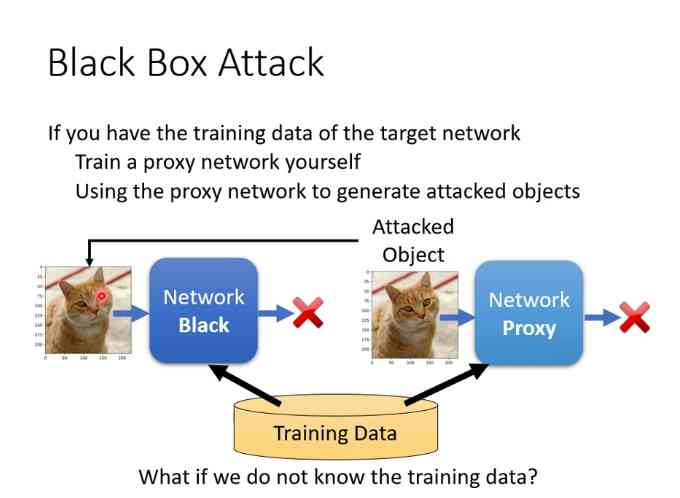 Black Box Attack
If you have the training data of the target network
Train a proxy network yourself
Using the proxy network to generate attacked objects
Attacked
Object
Network
Black
Network
Proxy
Training Data
What if we do not know the training data?